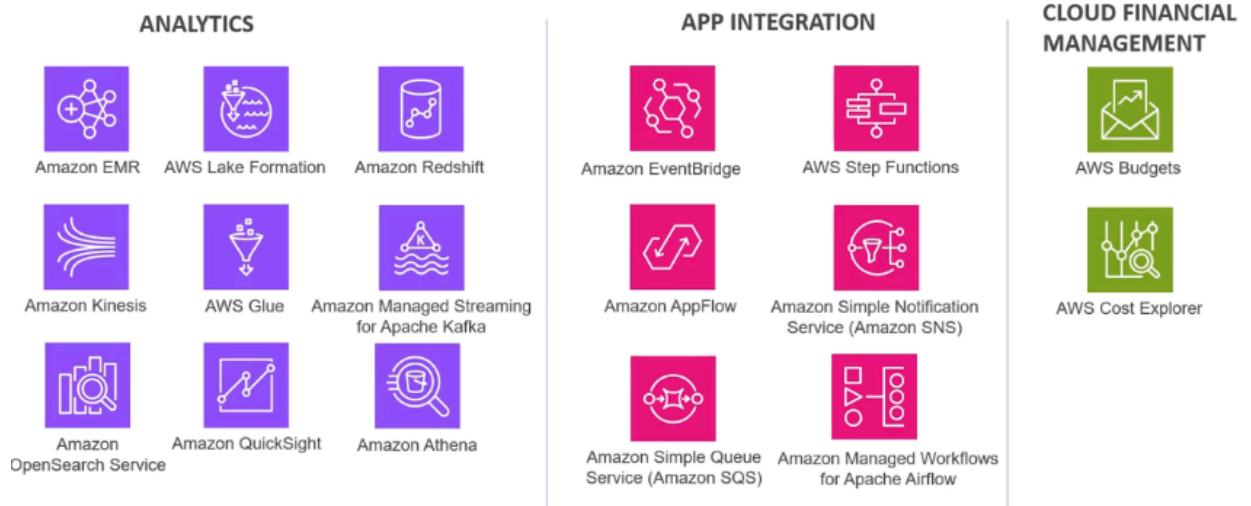 ANALYTICS
Amazon EMR
AWS Lake Formation
Amazon Redshift
Amazon Kinesis
AWS Glue
Amazon Managed Streaming
for Apache Kafka
K
Amazon
OpenSearch Service
Amazon QuickSight
Amazon Athena
APP INTEGRATION
Amazon EventBridge
AWS Step Functions
Amazon AppFlow
Amazon Simple Notification
Service (Amazon SNS)
Amazon Simple Queue
Service (Amazon SQS)
Amazon Managed Workflows
for Apache Airflow
CLOUD FINANCIAL
MANAGEMENT
AWS Budgets
AWS Cost Explorer